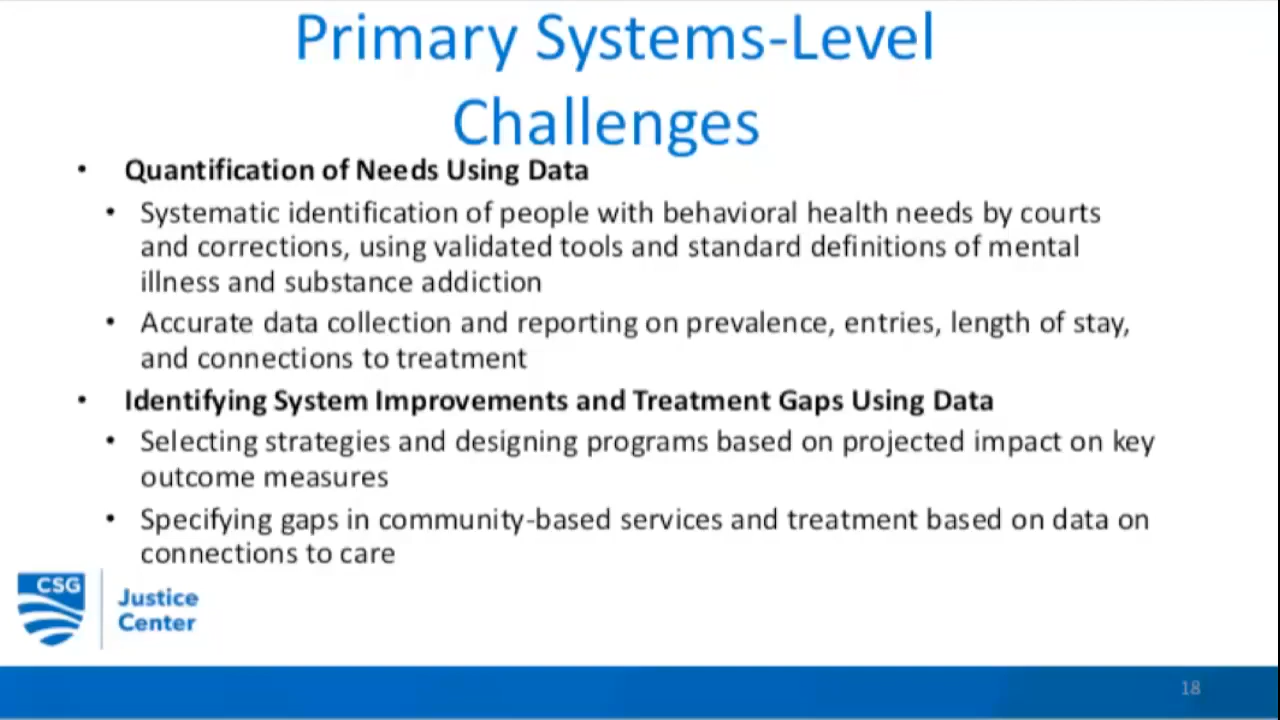 Primary Systems-Level
Challenges
• Quantification of Needs Using Data
• Systematic identification of people with behavioral health needs by courts
and corrections, using validated tools and standard definitions of mental
illness and substance addiction
• Accurate data collection and reporting on prevalence, entries, length of stay,
and connections to treatment
• Identifying System Improvements and Treatment Gaps Using Data
• Selecting strategies and designing programs based on projected impact on key
outcome measures
• Specifying gaps in community-based services and treatment based on data on
connections to care
CSG
Justice
Center
18